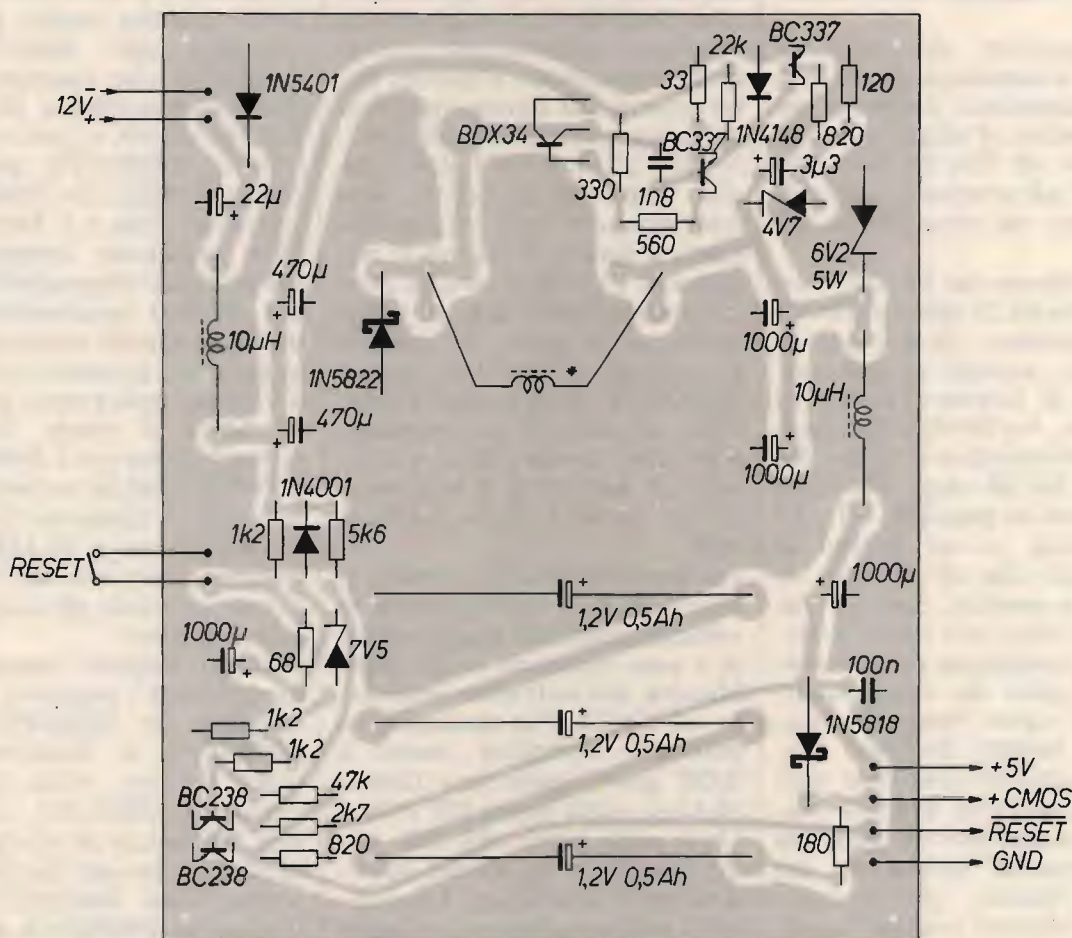 BC337
22k
33
120
1N5401
12V
-
+
BDX34
BC337
1N4148
820
+
3µ3
22µ
+
330
1n8
4V7
560
6V2
5W
470µ
+
1000µ
+
10µH
1N5822
*
10µH
470µ
+
1000µ
+
1N4001
1k2
5k6
RESET
+
1,2V 0,5Ah
+
1000µ
1000µ
+
68
7V5
100n
1k2
+
1,2V 0,5Ah
1N5818
1k2
47k
+5V
BC238
2k7
+CMOS
820
RESET
180
BC238
+
1,2V 0,5Ah
GND